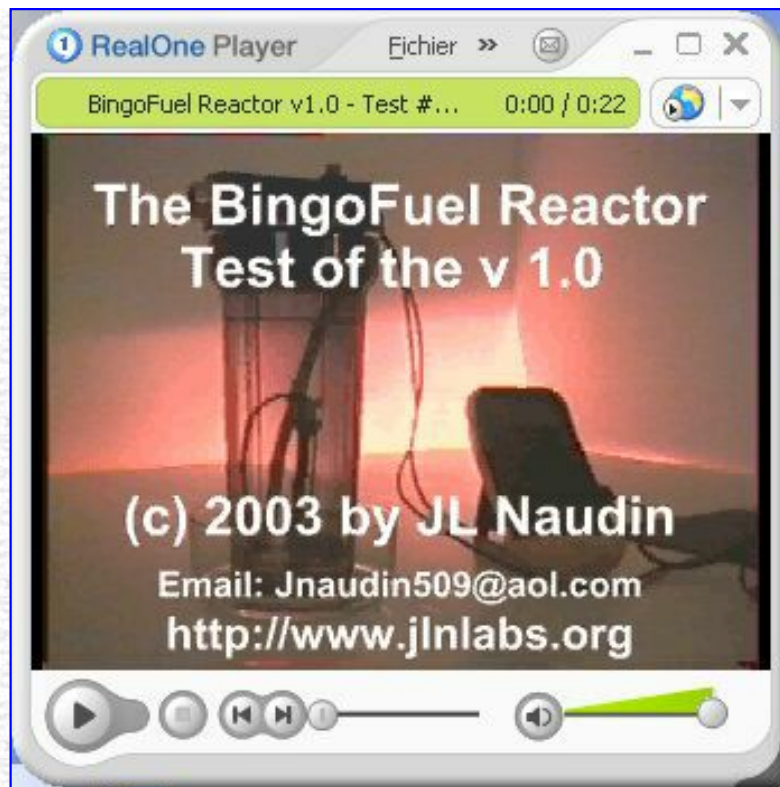 RealOne Player Fichier »
BingoFuel Reactor v1.0 - Test #... 0:00 / 0:22
The BingoFuel Reactor
Test of the v 1.0
(c) 2003 by JL Naudin
Email: Jnaudin509@aol.com
http://www.jlnlabs.org